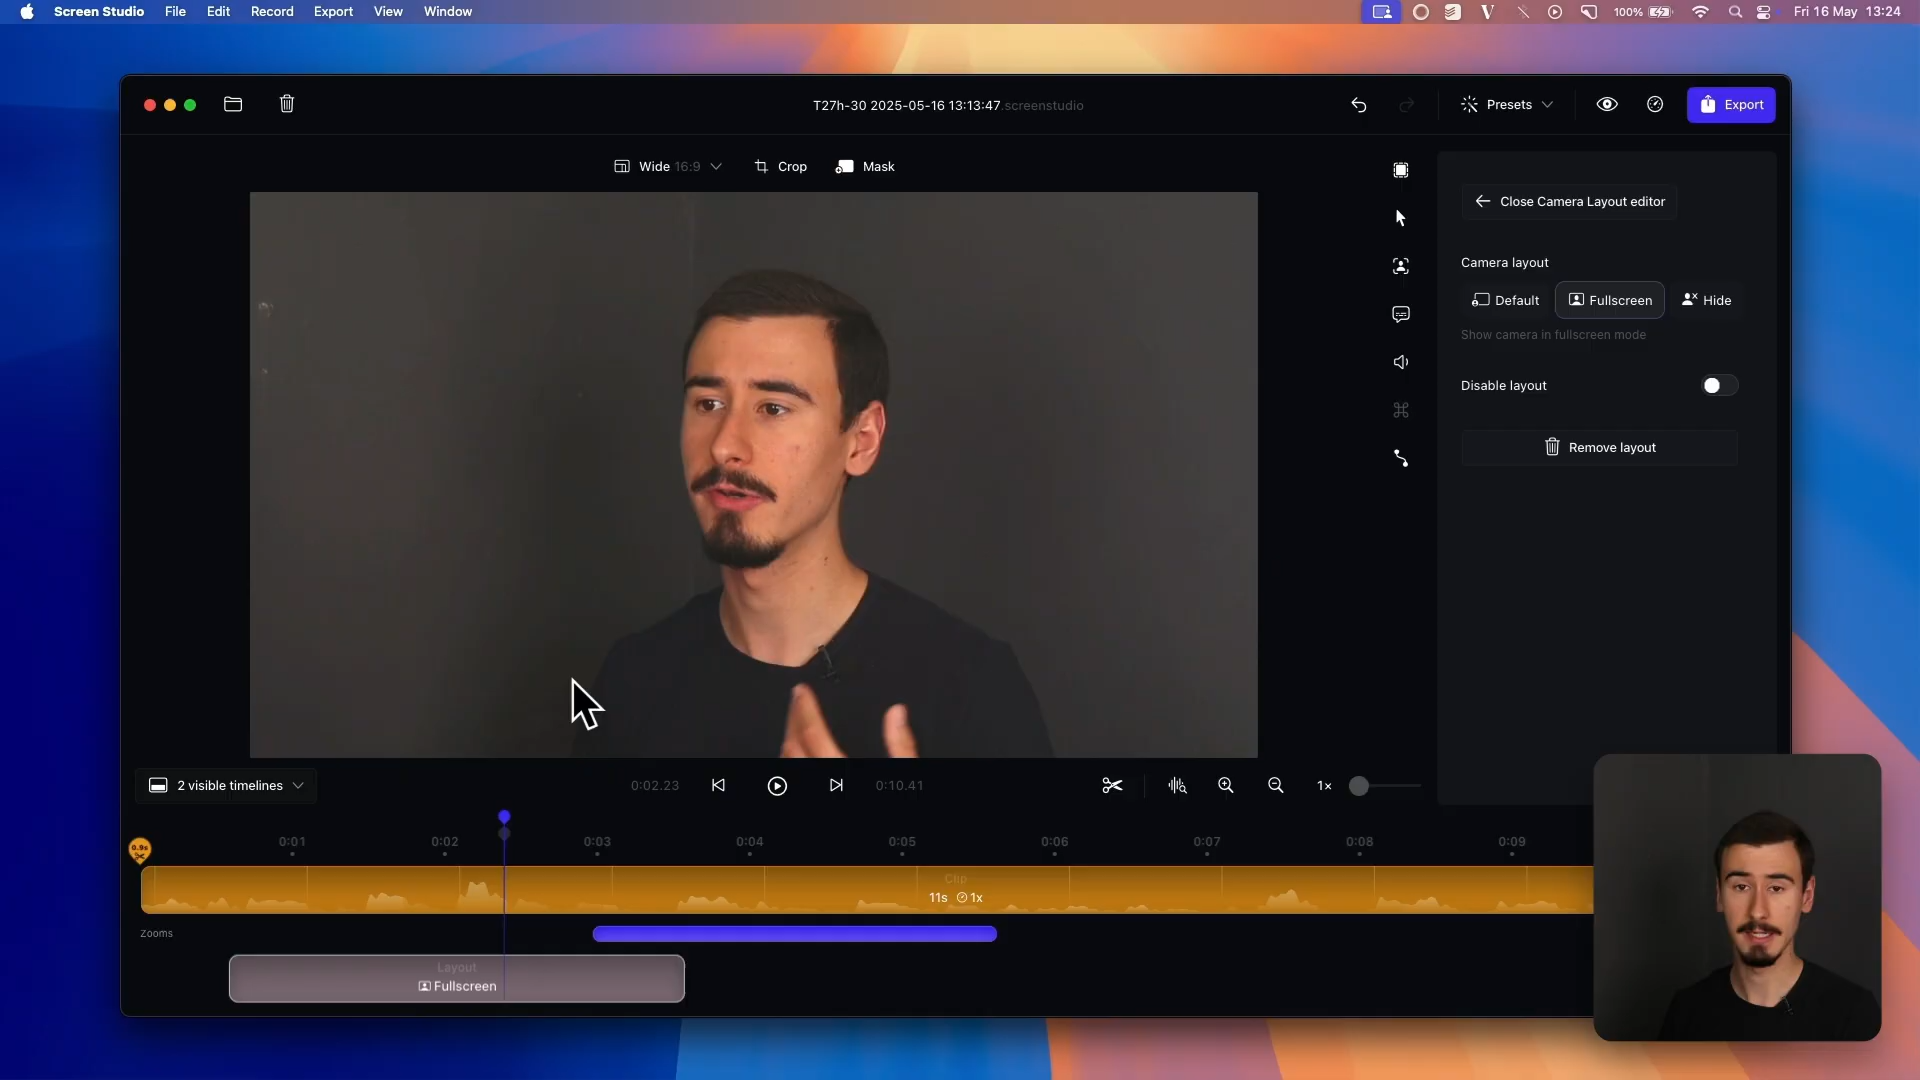 Screen Studio File Edit Record Export View Window
100% Fri 16 May 13:24
T27h-30 2025-05-16 13:13:47.screenstudio
Presets
Export
Wide 16:9
Crop
Mask
Close Camera Layout editor
Camera layout
Default
Fullscreen
Hide
Show camera in fullscreen mode
Disable layout
Remove layout
2 visible timelines
0:02.23
0:10.41
1×
0:01 0:02 0:03 0:04 0:05 0:06 0:07 0:08 0:09
0.9s
Clip
11s 1x
Zooms
Layout
Fullscreen